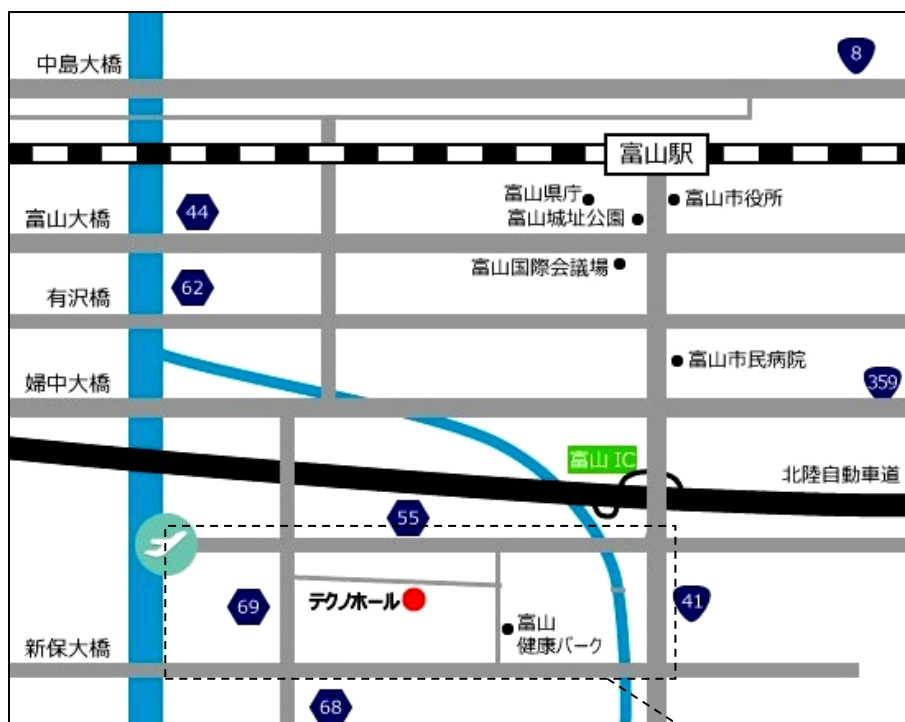 中島大橋
8
富山駅
富山県庁
富山市役所
44
富山大橋
富山城址公園
富山国際会議場
62
有沢橋
富山市民病院
婦中大橋
359
富山 IC
北陸自動車道
55
69
テクノホール
41
富山
健康パーク
新保大橋
68